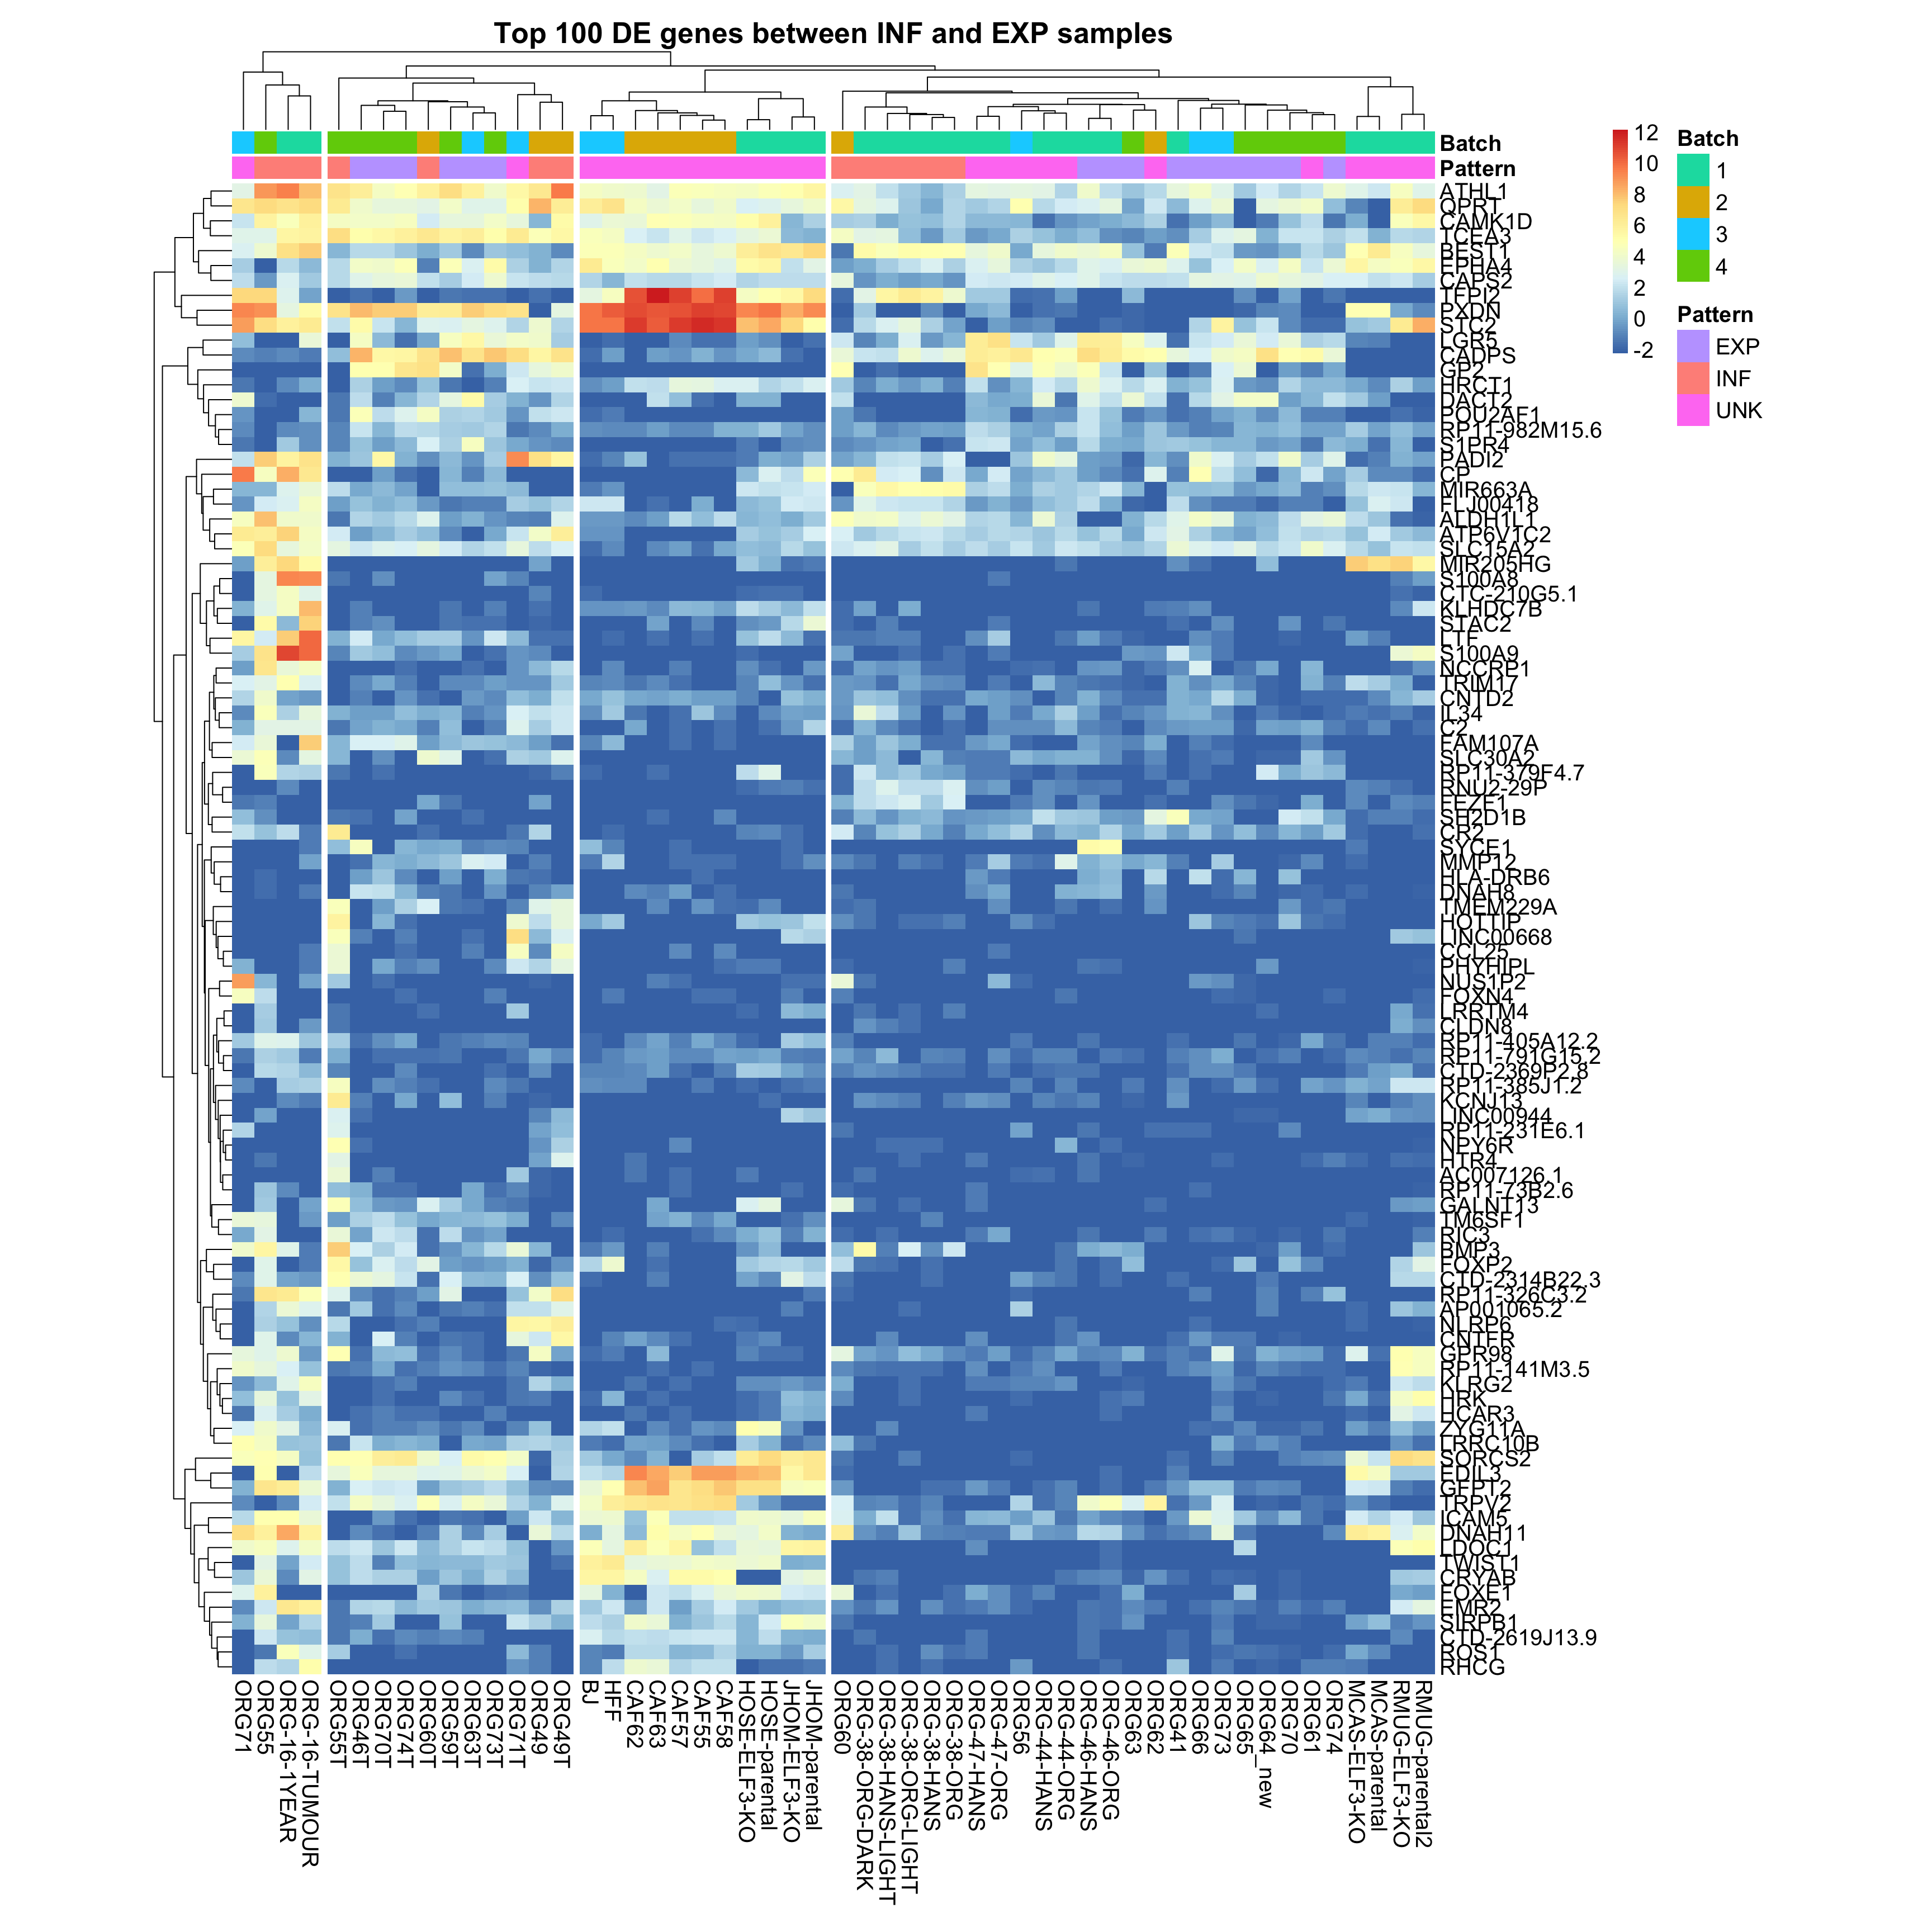 Top 100 DE genes between INF and EXP samples
Batch
Pattern
12
10
8
6
4
2
0
-2
Batch
1
2
3
4
Pattern
EXP
INF
UNK
ATHL1
QPRT
CAMK1D
TCEA3
BEST1
EPHA4
CAPS2
TFPI2
PXDN
STC2
LGR5
CADPS
GP2
HRCT1
DACT2
POU2AF1
RP11-982M15.6
S1PR4
PADI2
CP
MIR663A
FLJ00418
ALDH1L1
ATP6V1C2
SLC15A2
MIR205HG
S100A8
CTC-210G5.1
KLHDC7B
STAC2
LTF
S100A9
NCCRP1
TRIM17
CNTD2
IL34
C2
FAM107A
SLC30A2
RP11-379F4.7
RNU2-29P
FEZF1
SH2D1B
CR2
SYCE1
MMP12
HLA-DRB6
DNAH8
TMEM229A
HOTTIP
LINC00668
CCL25
PHYHIPL
NUS1P2
FOXN4
LRRTM4
CLDN8
RP11-405A12.2
RP11-791G15.2
CTD-2369P2.8
RP11-385J1.2
KCNJ13
LINC00944
RP11-231E6.1
NPY6R
HTR4
AC007126.1
RP11-73B2.6
GALNT13
TM6SF1
RIC3
BMP3
FOXP2
CTD-2314B22.3
RP11-326C3.2
AP001065.2
NLRP6
CNTFR
GPR98
RP11-141M3.5
KLRG2
HRK
HCAR3
ZYG11A
LRRC10B
SORCS2
EDIL3
GFPT2
TRPV2
ICAM5
DNAH11
LDOC1
TWIST1
CRYAB
FOXE1
EMR2
SIRPB1
CTD-2619J13.9
ROS1
RHCG
ORG71
ORG55
ORG-16-1YEAR
ORG-16-TUMOUR
ORG55T
ORG46T
ORG70T
ORG74T
ORG60T
ORG59T
ORG63T
ORG73T
ORG71T
ORG49
ORG49T
BJ
HFF
CAF62
CAF63
CAF57
CAF55
CAF58
HOSE-ELF3-KO
HOSE-parental
JHOM-ELF3-KO
JHOM-parental
ORG60
ORG-38-ORG-DARK
ORG-38-HANS-LIGHT
ORG-38-ORG-LIGHT
ORG-38-HANS
ORG-38-ORG
ORG-47-HANS
ORG-47-ORG
ORG56
ORG-44-HANS
ORG-44-ORG
ORG-46-HANS
ORG-46-ORG
ORG63
ORG62
ORG41
ORG66
ORG73
ORG65
ORG64_new
ORG70
ORG61
ORG74
MCAS-ELF3-KO
MCAS-parental
RMUG-ELF3-KO
RMUG-parental2